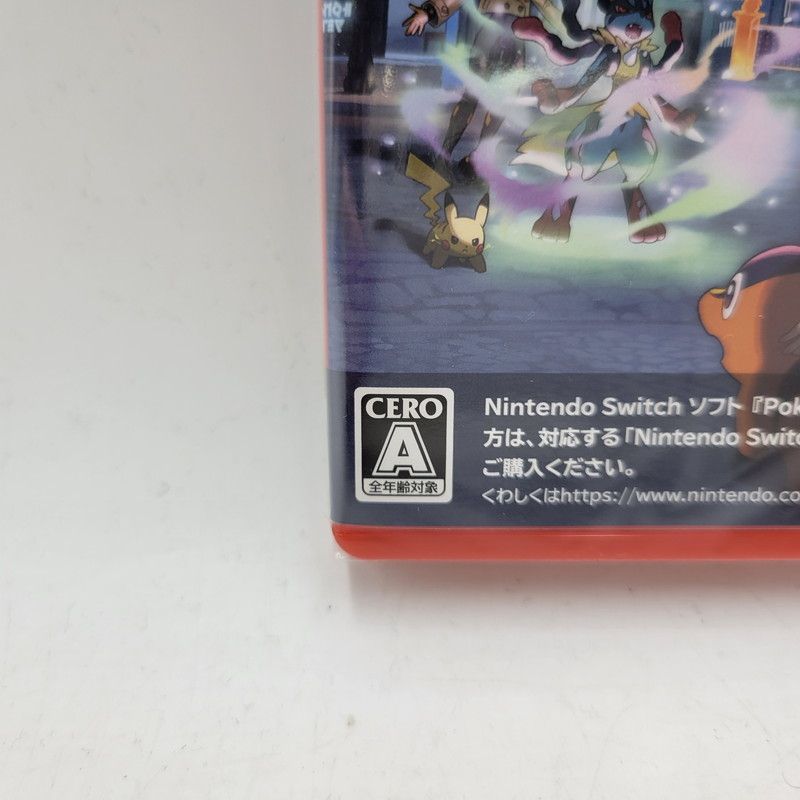 CERO
A
全年齢対象
Nintendo Switch ソフト『Pok
方は、対応する「Nintendo Switc
ご購入ください。
くわしくはhttps://www.nintendo.co